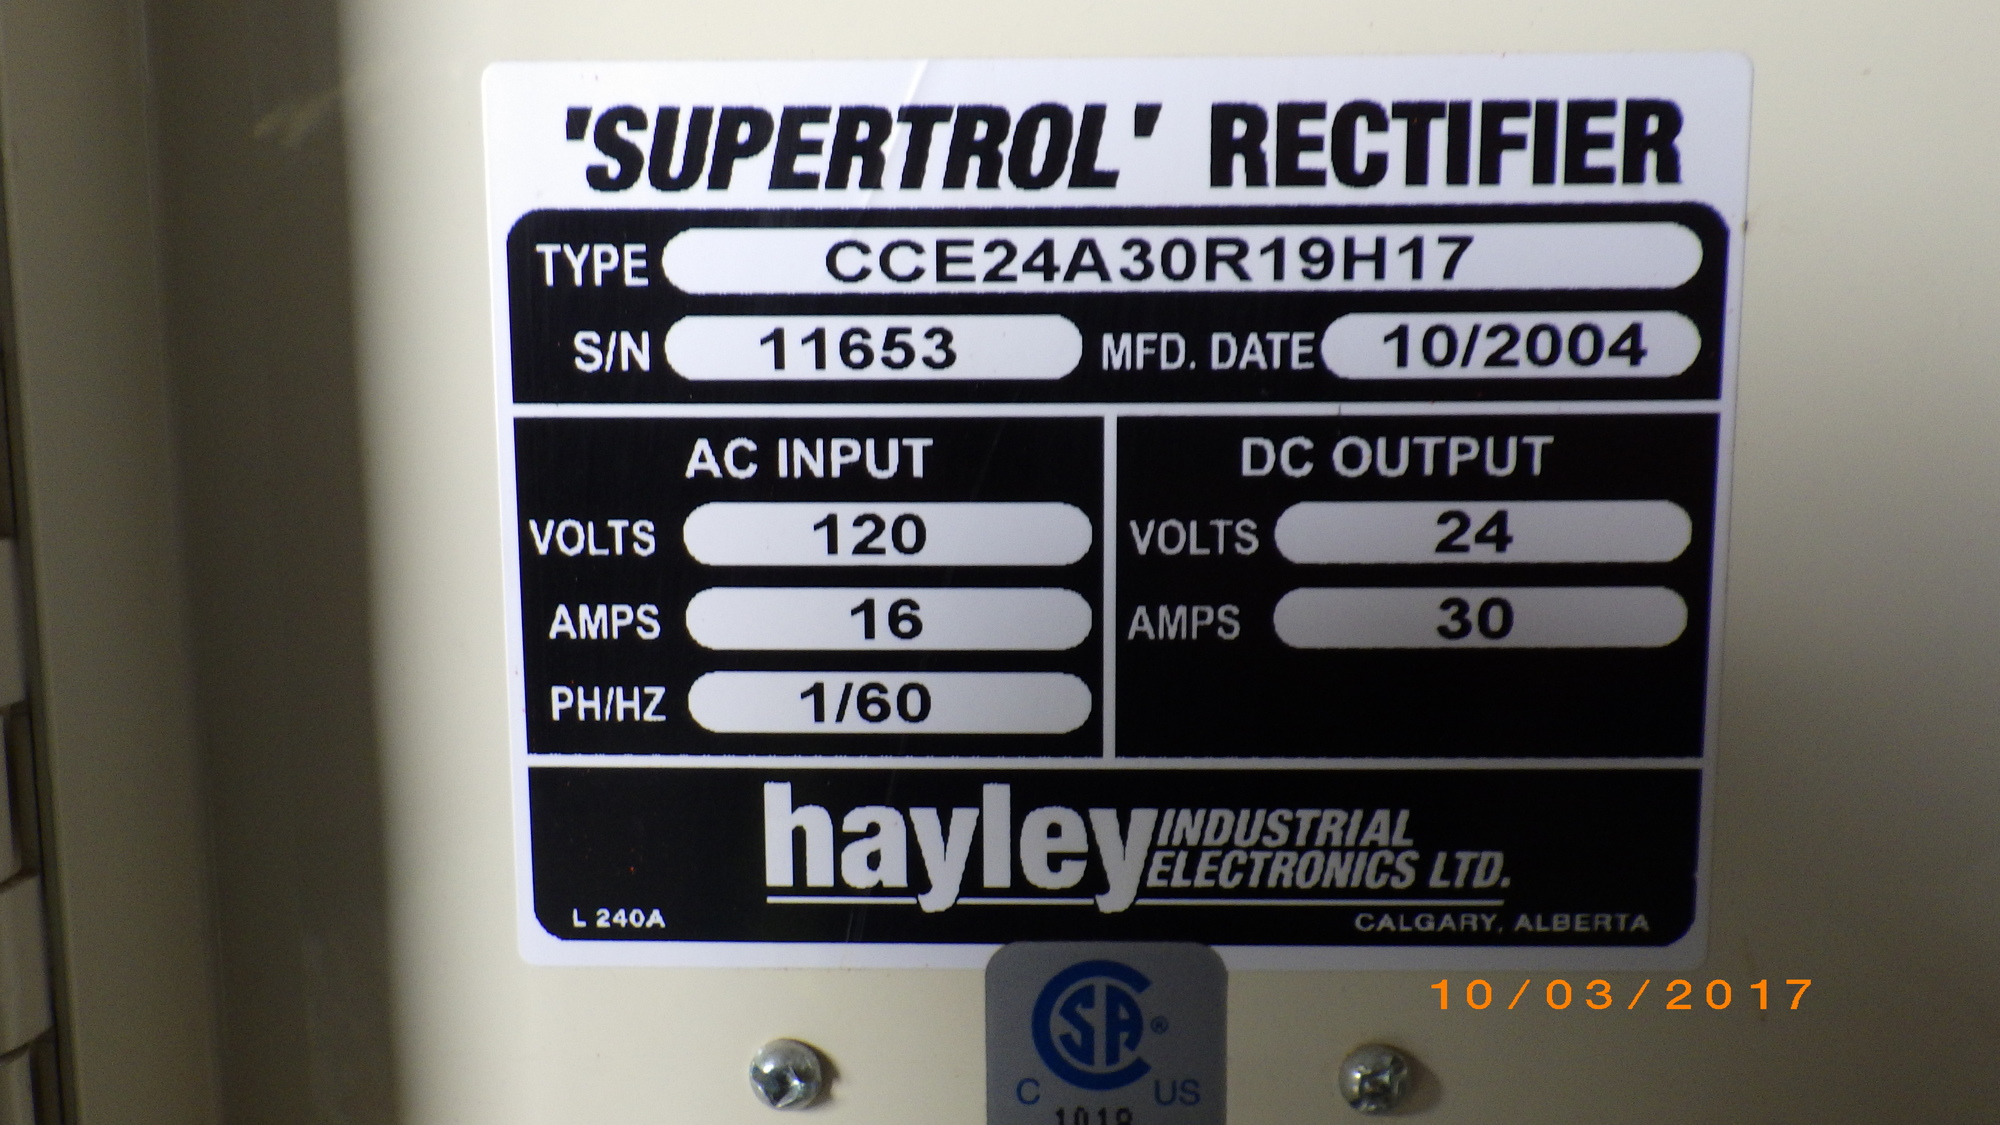 'SUPERTROL' RECTIFIER
TYPE CCE24A30R19H17
S/N 11653 MFD. DATE 10/2004
AC INPUT
VOLTS 120
AMPS 16
PH/HZ 1/60
DC OUTPUT
VOLTS 24
AMPS 30
hayley INDUSTRIAL
ELECTRONICS LTD.
L 240A
CALGARY, ALBERTA
10/03/2017
CSA ®
C US